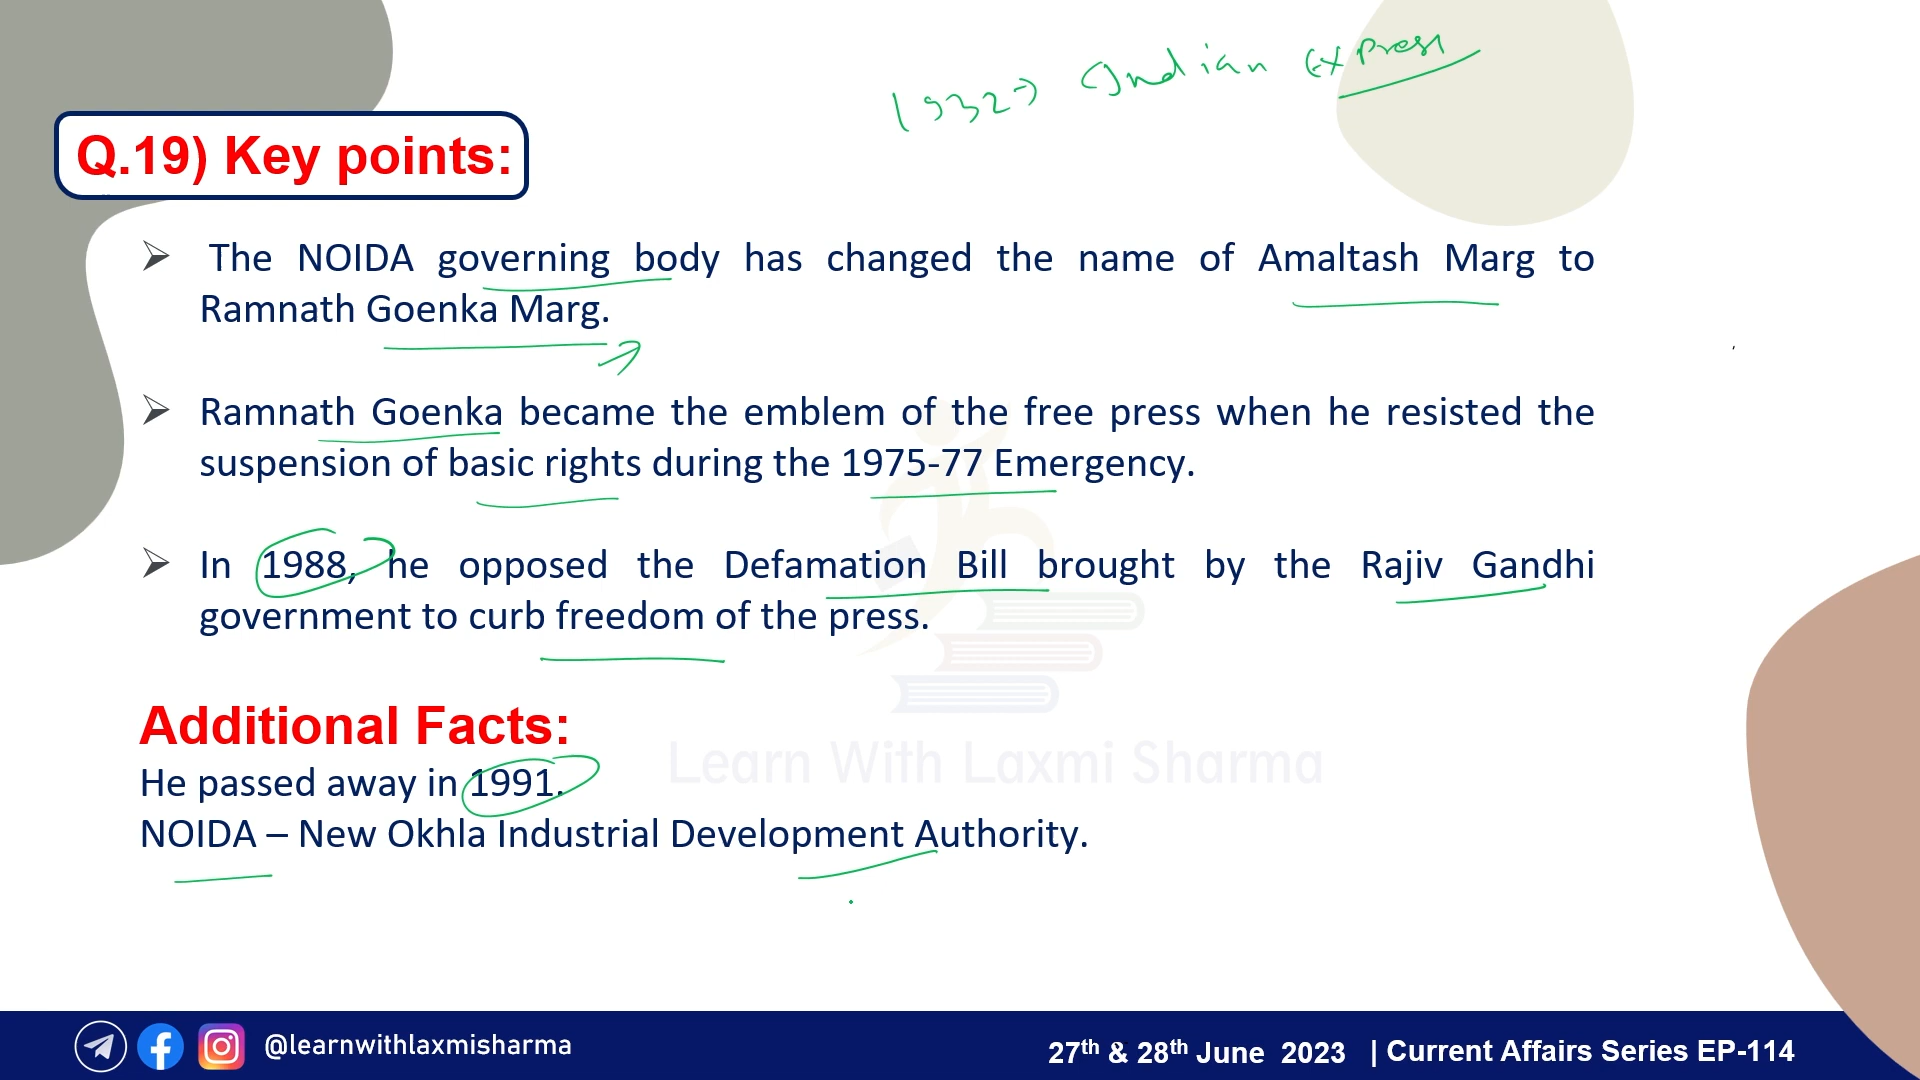 1932→ Indian Express
Q.19) Key points:
➢ The NOIDA governing body has changed the name of Amaltash Marg to
Ramnath Goenka Marg.
➢ Ramnath Goenka became the emblem of the free press when he resisted the
suspension of basic rights during the 1975-77 Emergency.
➢ In 1988, he opposed the Defamation Bill brought by the Rajiv Gandhi
government to curb freedom of the press.
Additional Facts:
Learn With Laxmi Sharma
He passed away in 1991.
NOIDA – New Okhla Industrial Development Authority.
@learnwithlaxmisharma
27th & 28th June 2023 | Current Affairs Series EP-114